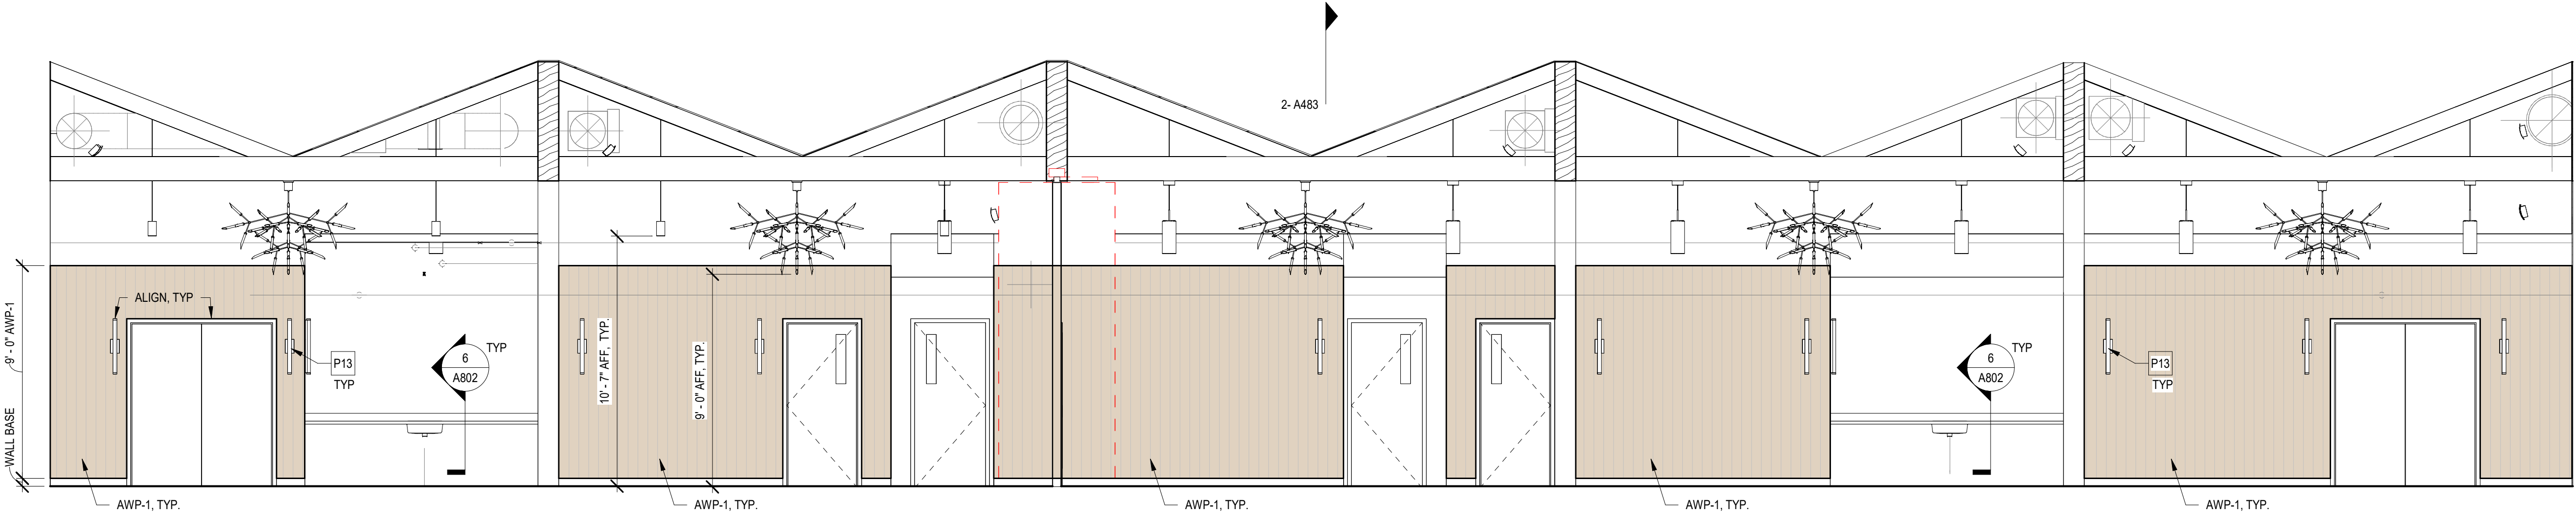 2- A483
9' - 0" AWP-1
WALL BASE
ALIGN, TYP
P13
TYP
6
A802
TYP
10' - 7" AFF, TYP.
9' - 0" AFF, TYP.
6
A802
TYP
P13
TYP
AWP-1, TYP.
AWP-1, TYP.
AWP-1, TYP.
AWP-1, TYP.
AWP-1, TYP.